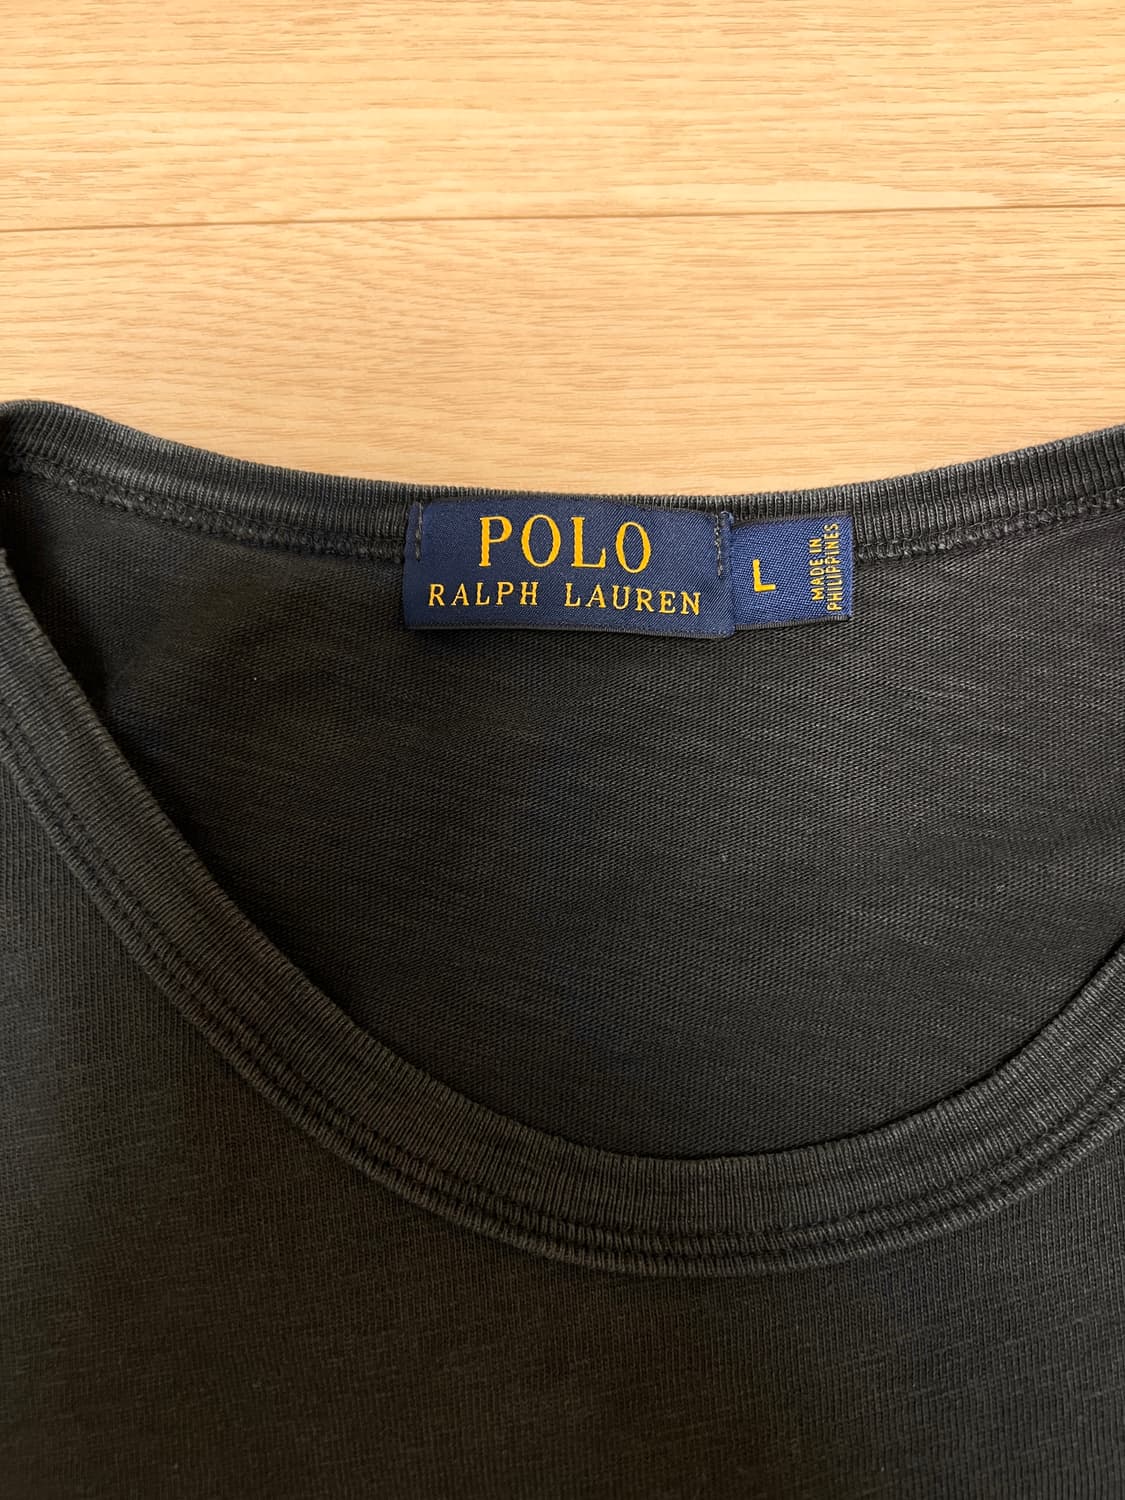 POLO
RALPH LAUREN
L
MADE IN
PHILIPPINES